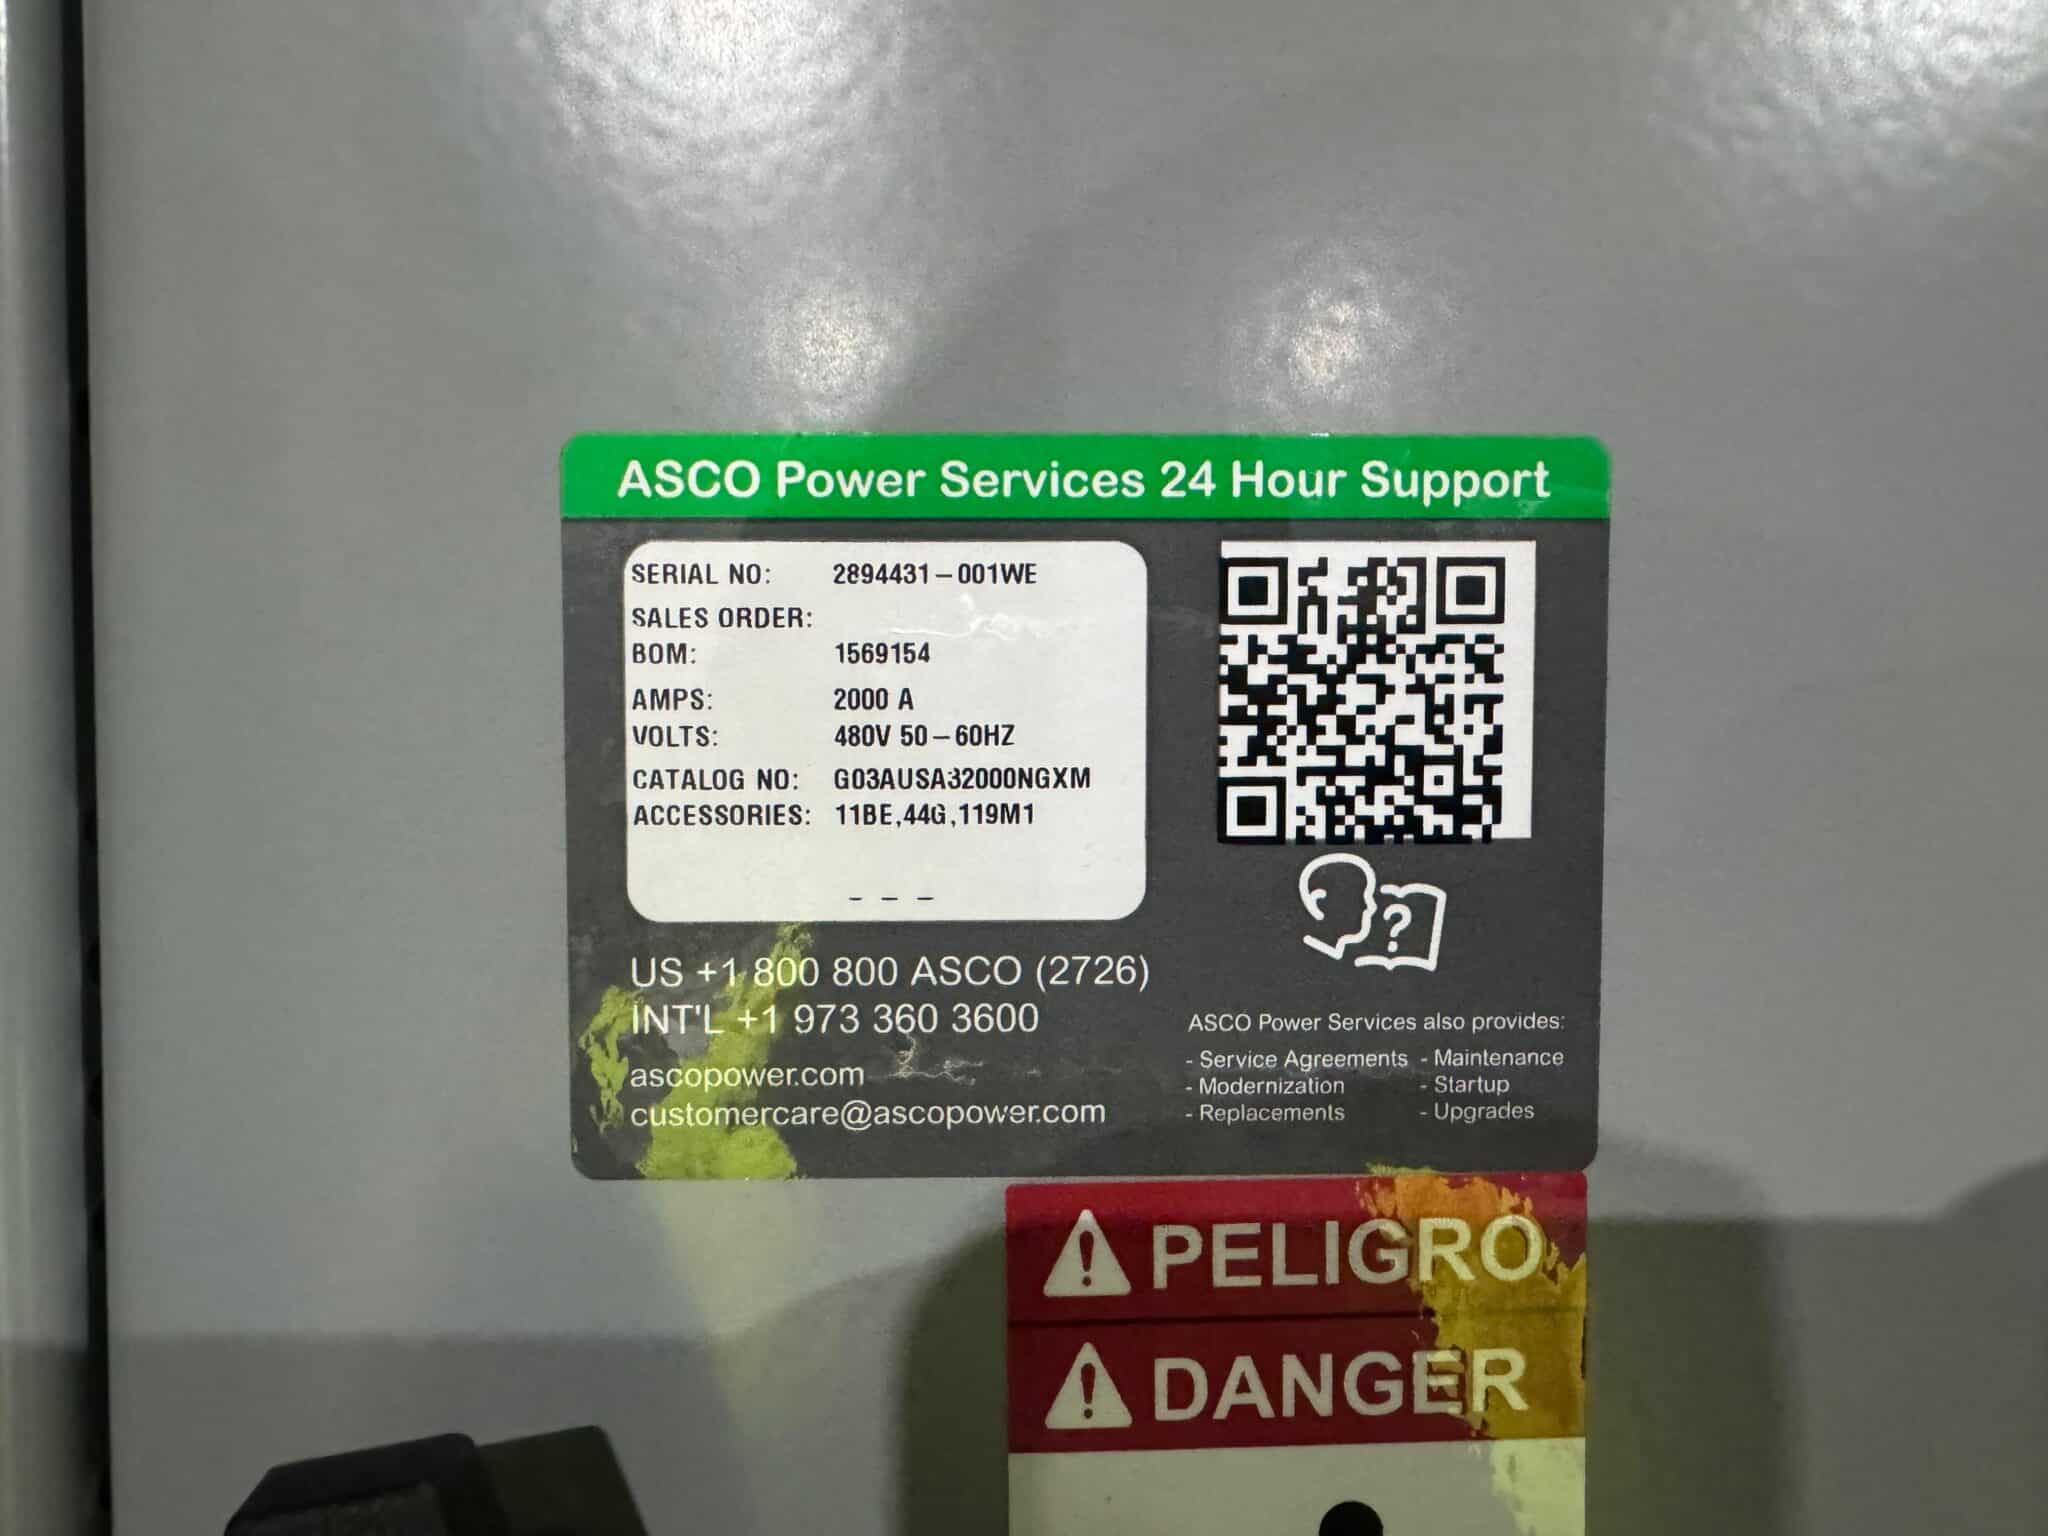 ASCO Power Services 24 Hour Support
SERIAL NO: 2894431-001WE
SALES ORDER:
BOM: 1569154
AMPS: 2000 A
VOLTS: 480V 50-60HZ
CATALOG NO: G03AUSA32000NGXM
ACCESSORIES: 11BE,44G,119M1
- - -
?
US +1 800 800 ASCO (2726)
INT'L +1 973 360 3600
ascopower.com
customercare@ascopower.com
ASCO Power Services also provides:
- Service Agreements - Maintenance
- Modernization - Startup
- Replacements - Upgrades
PELIGRO
DANGER